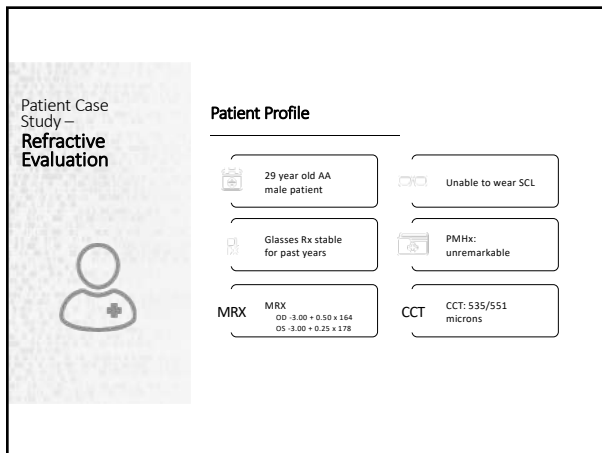 Patient Case
Study –
Refractive
Evaluation
Patient Profile
29 year old AA
male patient
Unable to wear SCL
Glasses Rx stable
for past years
PMHx:
unremarkable
MRX
MRX
OD -3.00 + 0.50 x 164
OS -3.00 + 0.25 x 178
CCT
CCT: 535/551
microns